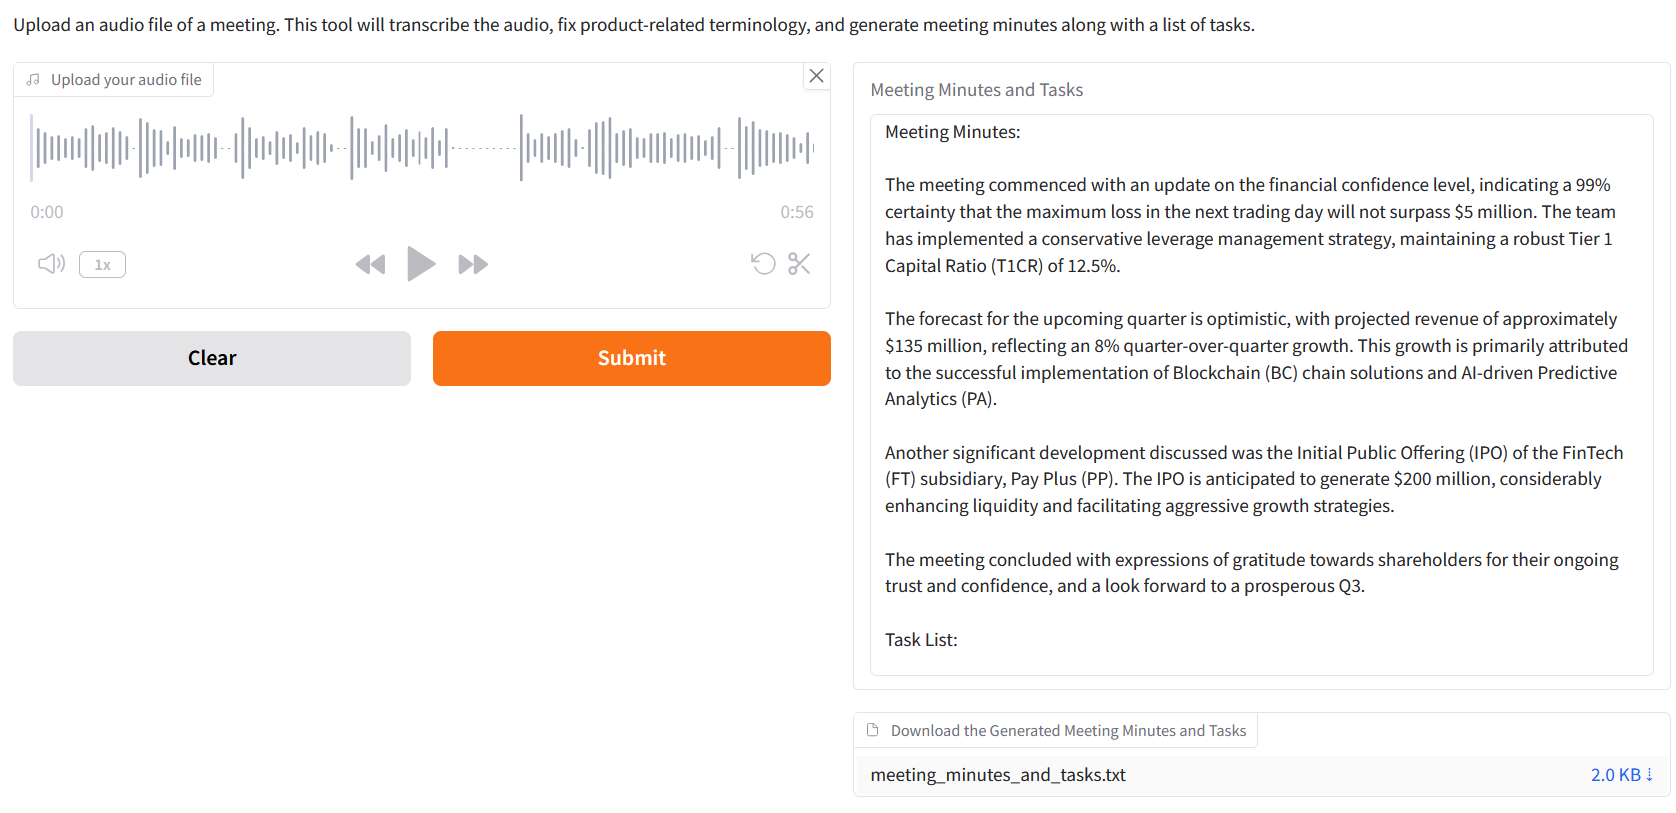 Upload an audio file of a meeting. This tool will transcribe the audio, fix product-related terminology, and generate meeting minutes along with a list of tasks.
Upload your audio file
0:00
0:56
1x
Clear
Submit
Meeting Minutes and Tasks
Meeting Minutes:
The meeting commenced with an update on the financial confidence level, indicating a 99%
certainty that the maximum loss in the next trading day will not surpass $5 million. The team
has implemented a conservative leverage management strategy, maintaining a robust Tier 1
Capital Ratio (T1CR) of 12.5%.
The forecast for the upcoming quarter is optimistic, with projected revenue of approximately
$135 million, reflecting an 8% quarter-over-quarter growth. This growth is primarily attributed
to the successful implementation of Blockchain (BC) chain solutions and AI-driven Predictive
Analytics (PA).
Another significant development discussed was the Initial Public Offering (IPO) of the FinTech
(FT) subsidiary, Pay Plus (PP). The IPO is anticipated to generate $200 million, considerably
enhancing liquidity and facilitating aggressive growth strategies.
The meeting concluded with expressions of gratitude towards shareholders for their ongoing
trust and confidence, and a look forward to a prosperous Q3.
Task List:
Download the Generated Meeting Minutes and Tasks
meeting_minutes_and_tasks.txt
2.0 KB ⇣